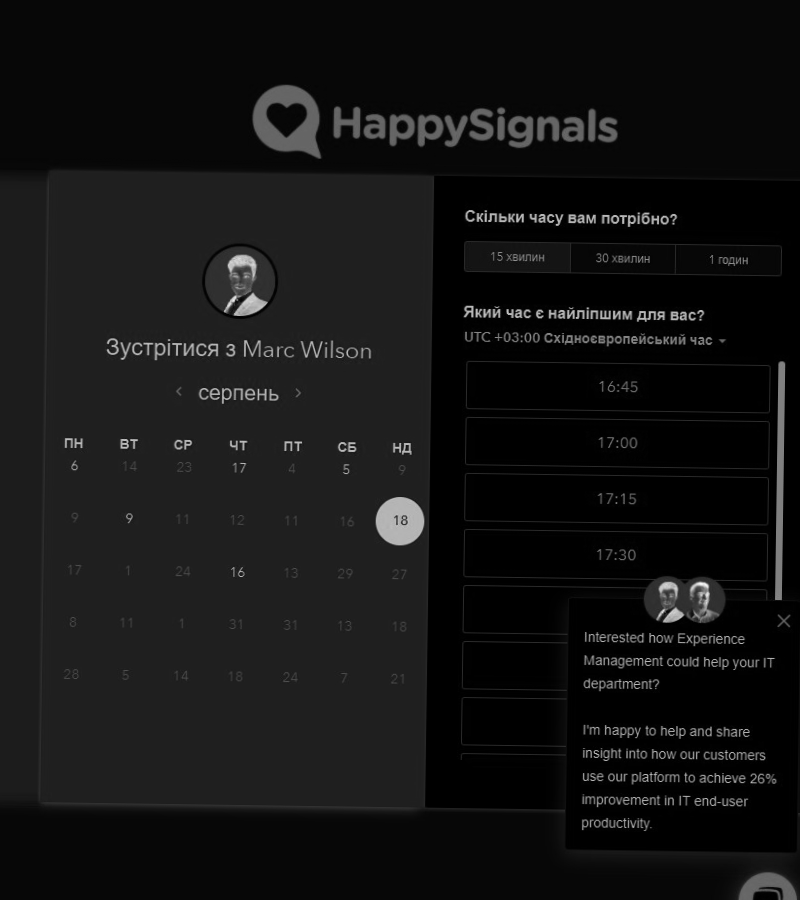 HappySignals
Зустрітися з Marc Wilson
серпень
ПН ВТ СР ЧТ ПТ СБ НД
6 14 23 17 4 5 9
9 9 11 12 11 16 18
17 1 24 16 13 29 27
8 11 1 31 31 13 18
28 5 14 18 24 7 21
Скільки часу вам потрібно?
15 хвилин 30 хвилин 1 годин
Який час є найліпшим для вас?
UTC +03:00 Східноєвропейський час
16:45
17:00
17:15
17:30
Interested how Experience
Management could help your IT
department?
I'm happy to help and share
insight into how our customers
use our platform to achieve 26%
improvement in IT end-user
productivity.